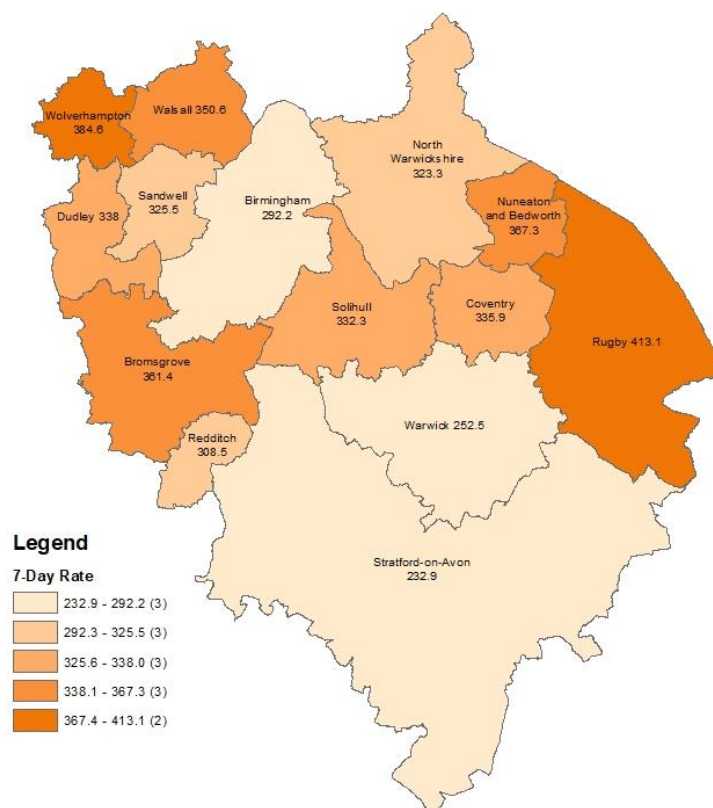 Wolverhampton
384.6
Walsall 350.6
North
Warwickshire
323.3
Sandwell
325.5
Birmingham
292.2
Nuneaton
and Bedworth
367.3
Dudley 338
Solihull
332.3
Coventry
335.9
Rugby 413.1
Bromsgrove
361.4
Warwick 252.5
Redditch
308.5
Stratford-on-Avon
232.9
Legend
7-Day Rate
232.9 - 292.2 (3)
292.3 - 325.5 (3)
325.6 - 338.0 (3)
338.1 - 367.3 (3)
367.4 - 413.1 (2)